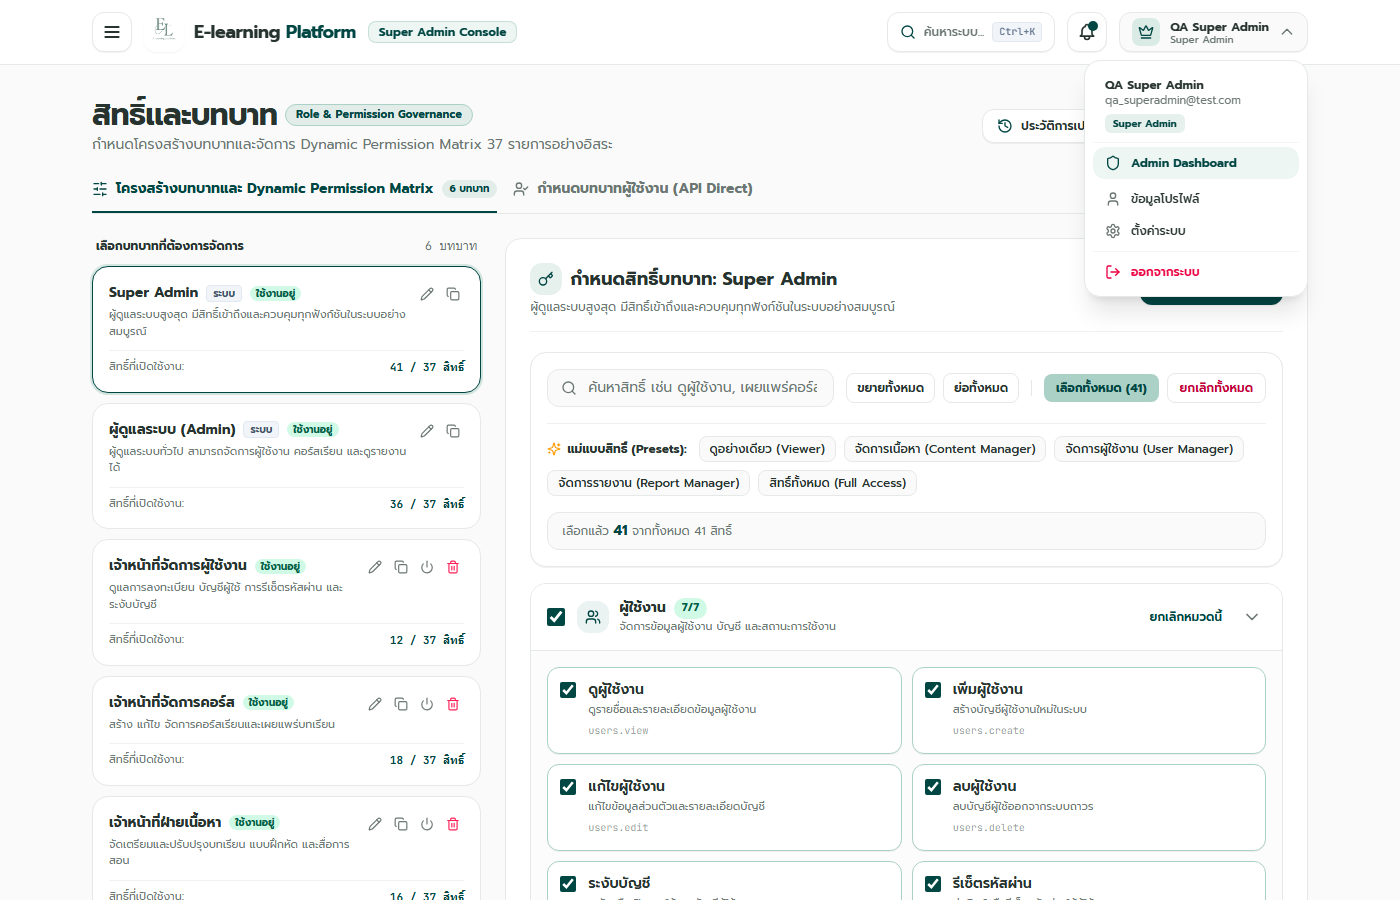 EL
E-learning Platform
Super Admin Console
ค้นหาระบบ...
Ctrl+K
QA Super Admin
Super Admin
QA Super Admin
qa_superadmin@test.com
Super Admin
Admin Dashboard
ข้อมูลโปรไฟล์
ตั้งค่าระบบ
ออกจากระบบ
สิทธิ์และบทบาท
Role & Permission Governance
กำหนดโครงสร้างบทบาทและจัดการ Dynamic Permission Matrix 37 รายการอย่างอิสระ
ประวัติการเป
โครงสร้างบทบาทและ Dynamic Permission Matrix
6 บทบาท
กำหนดบทบาทผู้ใช้งาน (API Direct)
เลือกบทบาทที่ต้องการจัดการ
6 บทบาท
Super Admin
ระบบ
ใช้งานอยู่
ผู้ดูแลระบบสูงสุด มีสิทธิ์เข้าถึงและควบคุมทุกฟังก์ชันในระบบอย่าง
สมบูรณ์
สิทธิ์ที่เปิดใช้งาน:
41 / 37 สิทธิ์
ผู้ดูแลระบบ (Admin)
ระบบ
ใช้งานอยู่
ผู้ดูแลระบบทั่วไป สามารถจัดการผู้ใช้งาน คอร์สเรียน และดูรายงาน
ได้
สิทธิ์ที่เปิดใช้งาน:
36 / 37 สิทธิ์
เจ้าหน้าที่จัดการผู้ใช้งาน
ใช้งานอยู่
ดูแลการลงทะเบียน บัญชีผู้ใช้ การรีเซ็ตรหัสผ่าน และ
ระงับบัญชี
สิทธิ์ที่เปิดใช้งาน:
12 / 37 สิทธิ์
เจ้าหน้าที่จัดการคอร์ส
ใช้งานอยู่
สร้าง แก้ไข จัดการคอร์สเรียนและเผยแพร่บทเรียน
สิทธิ์ที่เปิดใช้งาน:
18 / 37 สิทธิ์
เจ้าหน้าที่ฝ่ายเนื้อหา
ใช้งานอยู่
จัดเตรียมและปรับปรุงบทเรียน แบบฝึกหัด และสื่อการ
สอน
สิทธิ์ที่เปิดใช้งาน:
16 / 37 สิทธิ์
กำหนดสิทธิ์บทบาท: Super Admin
ผู้ดูแลระบบสูงสุด มีสิทธิ์เข้าถึงและควบคุมทุกฟังก์ชันในระบบอย่างสมบูรณ์
ค้นหาสิทธิ์ เช่น ดูผู้ใช้งาน, เผยแพร่คอร์ส
ขยายทั้งหมด
ย่อทั้งหมด
เลือกทั้งหมด (41)
ยกเลิกทั้งหมด
แม่แบบสิทธิ์ (Presets):
ดูอย่างเดียว (Viewer)
จัดการเนื้อหา (Content Manager)
จัดการผู้ใช้งาน (User Manager)
จัดการรายงาน (Report Manager)
สิทธิ์ทั้งหมด (Full Access)
เลือกแล้ว 41 จากทั้งหมด 41 สิทธิ์
ผู้ใช้งาน
7/7
จัดการข้อมูลผู้ใช้งาน บัญชี และสถานะการใช้งาน
ยกเลิกหมวดนี้
ดูผู้ใช้งาน
ดูรายชื่อและรายละเอียดข้อมูลผู้ใช้งาน
users.view
เพิ่มผู้ใช้งาน
สร้างบัญชีผู้ใช้งานใหม่ในระบบ
users.create
แก้ไขผู้ใช้งาน
แก้ไขข้อมูลส่วนตัวและรายละเอียดบัญชี
users.edit
ลบผู้ใช้งาน
ลบบัญชีผู้ใช้ออกจากระบบถาวร
users.delete
ระงับบัญชี
รีเซ็ตรหัสผ่าน